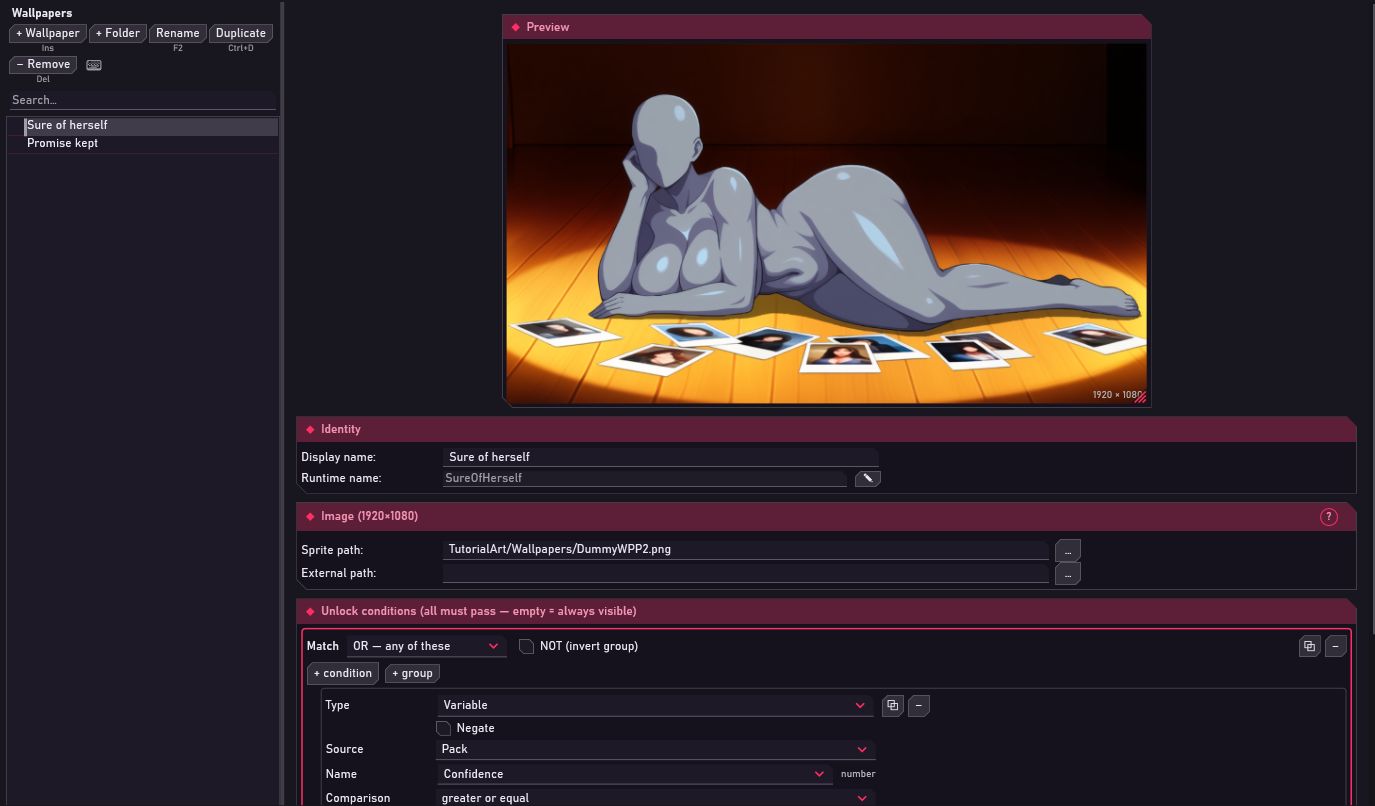 Wallpapers
+ Wallpaper
+ Folder
Rename
Duplicate
Ins
F2
Ctrl+D
− Remove
Del
Search...
Sure of herself
Promise kept
Preview
1920 × 1080
Identity
Display name:
Sure of herself
Runtime name:
SureOfHerself
Image (1920×1080)
?
Sprite path:
TutorialArt/Wallpapers/DummyWPP2.png
...
External path:
...
Unlock conditions (all must pass — empty = always visible)
Match
OR — any of these
NOT (invert group)
−
+ condition
+ group
Type
Variable
−
Negate
Source
Pack
Name
Confidence
number
Comparison
greater or equal